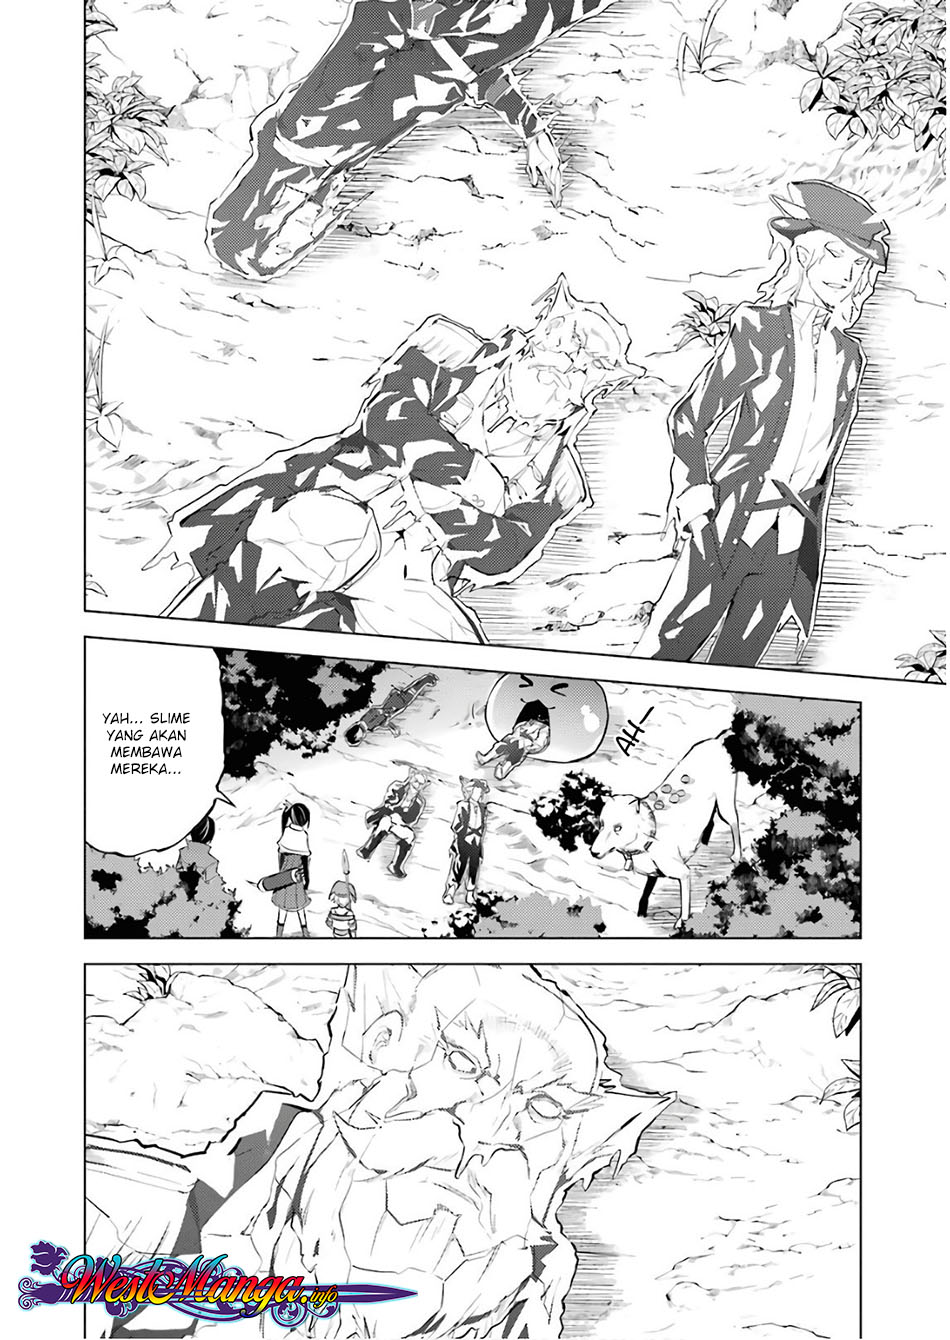 YAH... SLIME
YANG AKAN
MEMBAWA
MEREKA...
AH~
WestManga.info